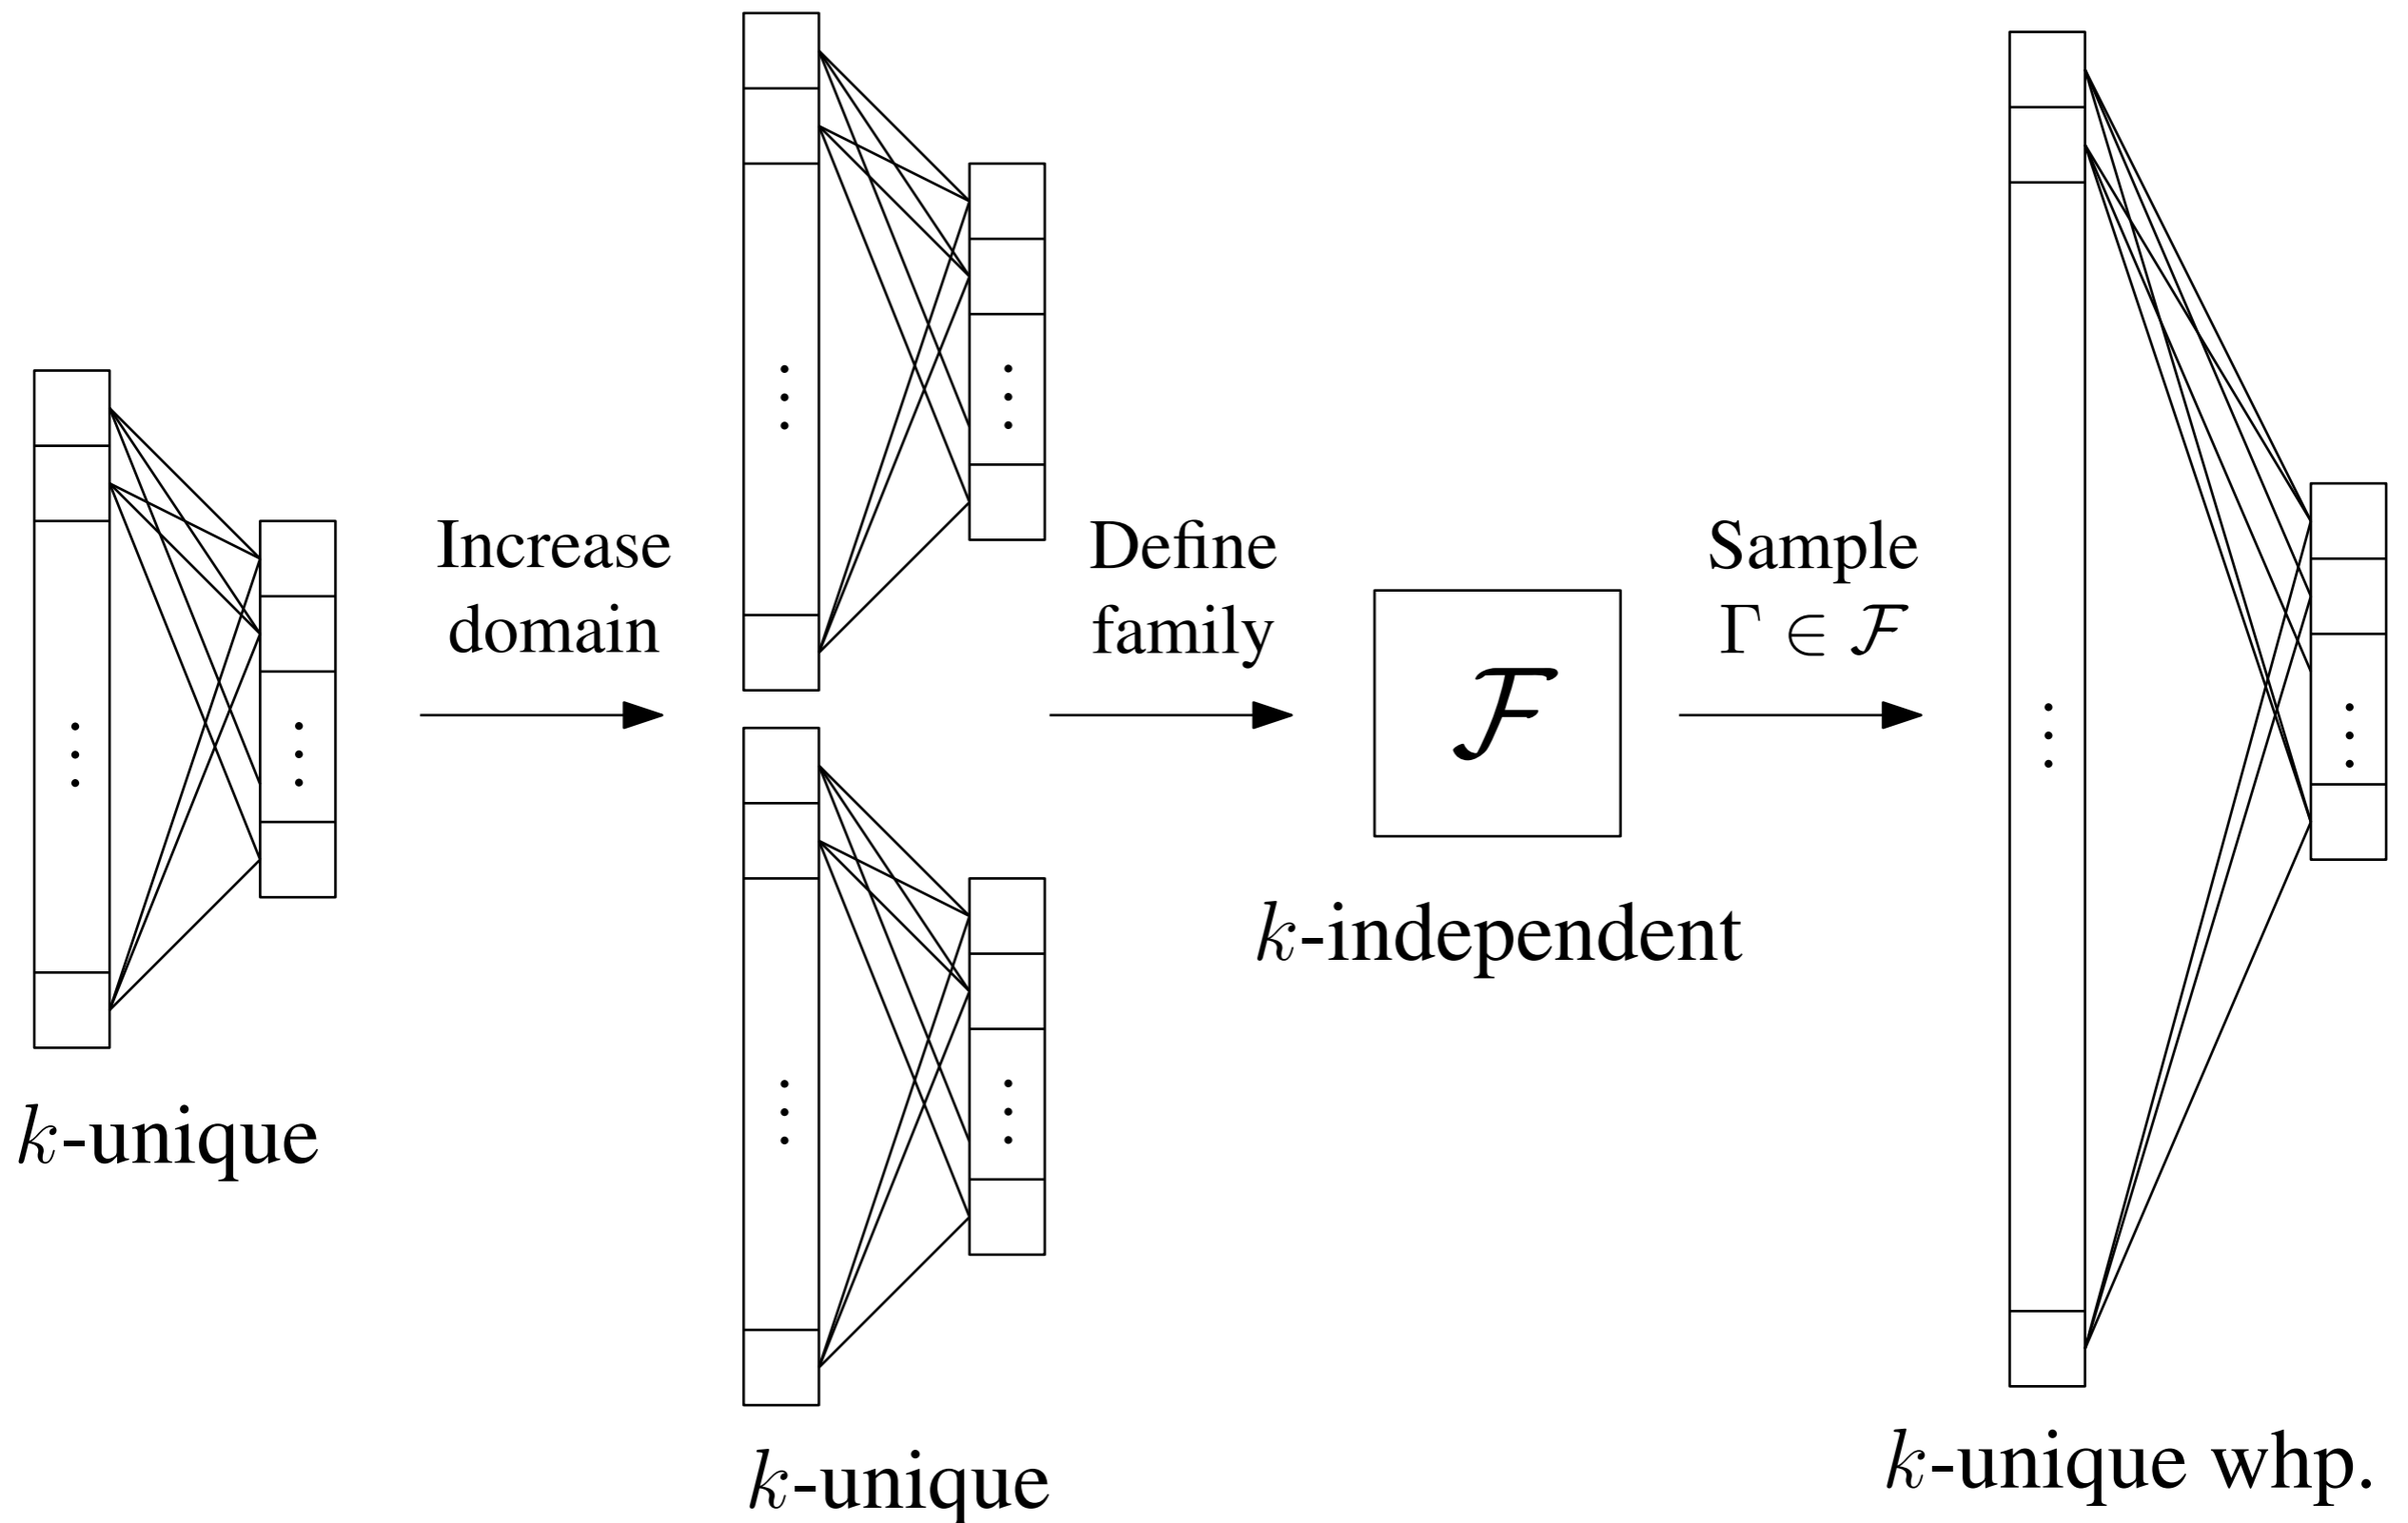 Increase
domain
Define
family
Sample
Γ ∈ ℱ
ℱ
k-independent
k-unique
k-unique
k-unique whp.